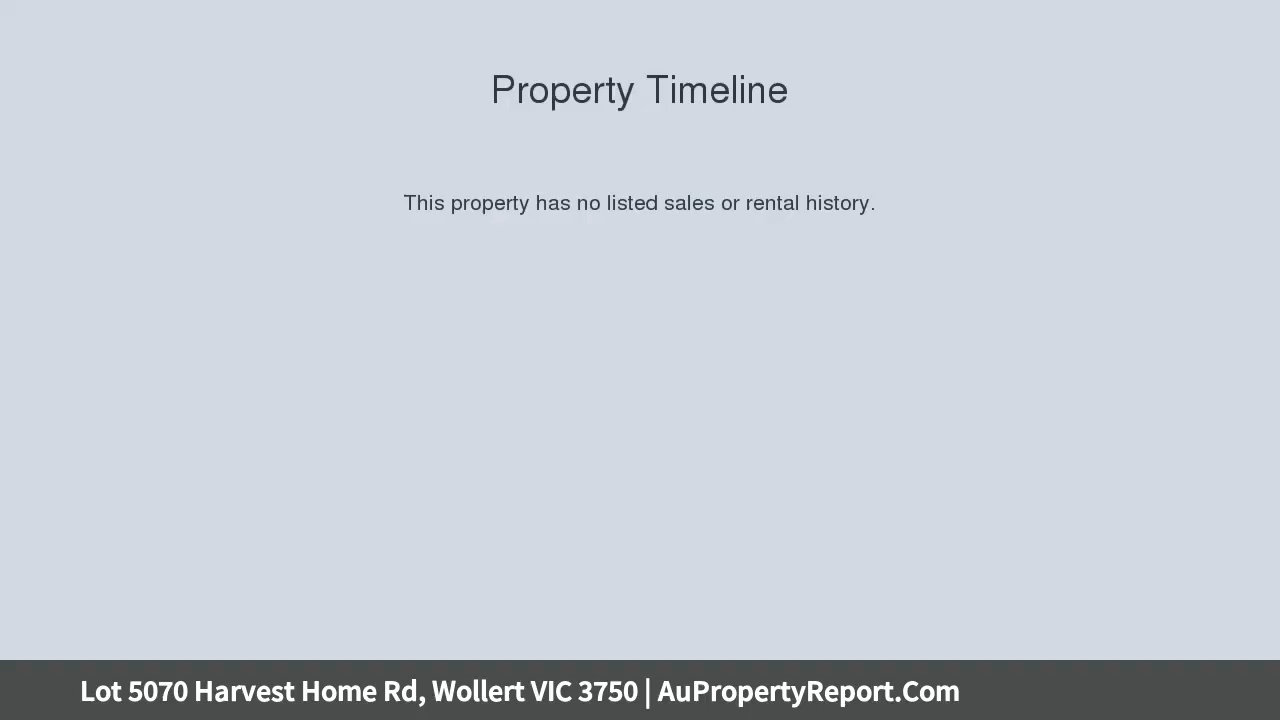 Property Timeline
This property has no listed sales or rental history.
Lot 5070 Harvest Home Rd, Wollert VIC 3750 | AuPropertyReport.Com